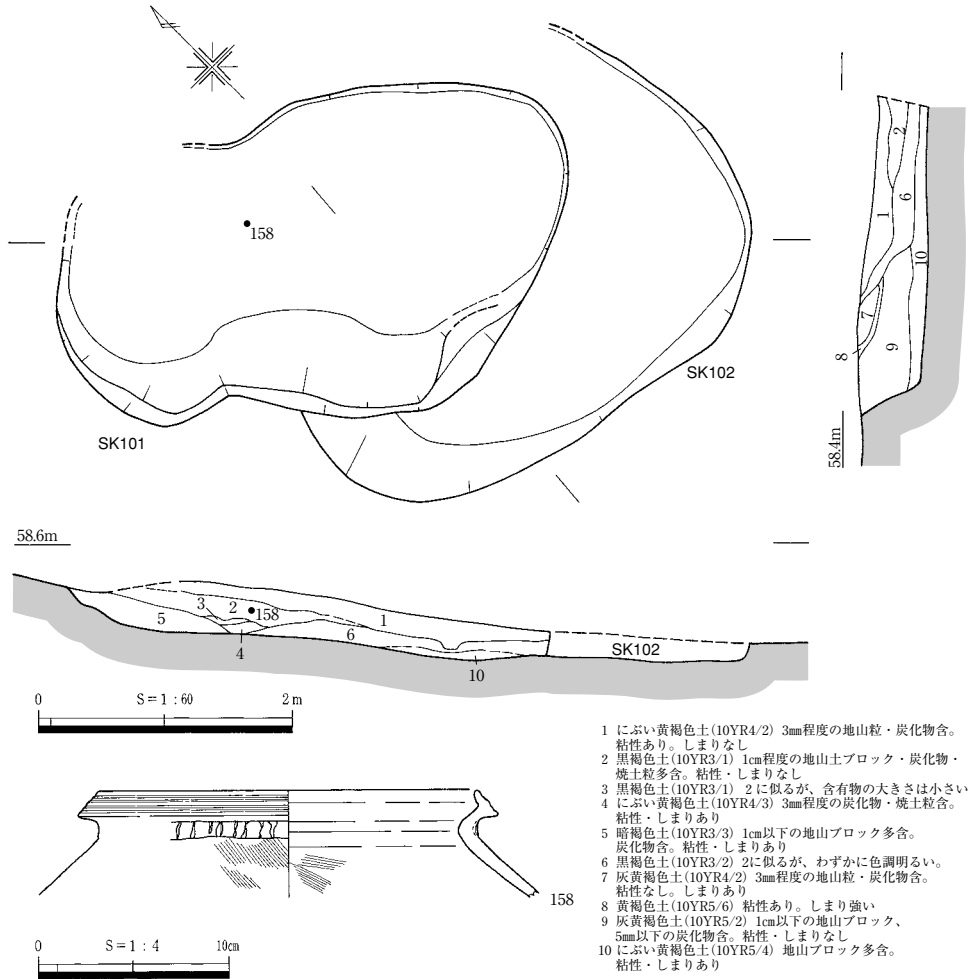 158
SK101
SK102
2
1
6
10
7
8
9
58.4m
58.6m
3
2
158
1
5
6
4
10
SK102
0
S=1:60
2m
158
0
S=1:4
10cm
1 にぶい黄褐色土(10YR4/2) 3㎜程度の地山粒・炭化物含。
粘性あり。しまりなし
2 黒褐色土(10YR3/1) 1㎝程度の地山土ブロック・炭化物・
焼土粒多含。粘性・しまりなし
3 黒褐色土(10YR3/1) 2に似るが、含有物の大きさは小さい
4 にぶい黄褐色土(10YR4/3) 3㎜程度の炭化物・焼土粒含。
粘性・しまりあり
5 暗褐色土(10YR3/3) 1㎝以下の地山ブロック多含。
炭化物含。粘性・しまりあり
6 黒褐色土(10YR3/2) 2に似るが、わずかに色調明るい。
7 灰黄褐色土(10YR4/2) 3㎜程度の地山粒・炭化物含。
粘性なし。しまりあり
8 黄褐色土(10YR5/6) 粘性あり。しまり強い
9 灰黄褐色土(10YR5/2) 1㎝以下の地山ブロック、
5㎜以下の炭化物含。粘性・しまりなし
10 にぶい黄褐色土(10YR5/4) 地山ブロック多含。
粘性・しまりあり